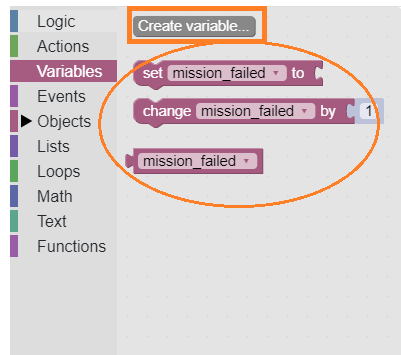 Logic
Actions
Variables
Events
Objects
Lists
Loops
Math
Text
Functions
Create variable...
set mission_failed to
change mission_failed by 1
mission_failed